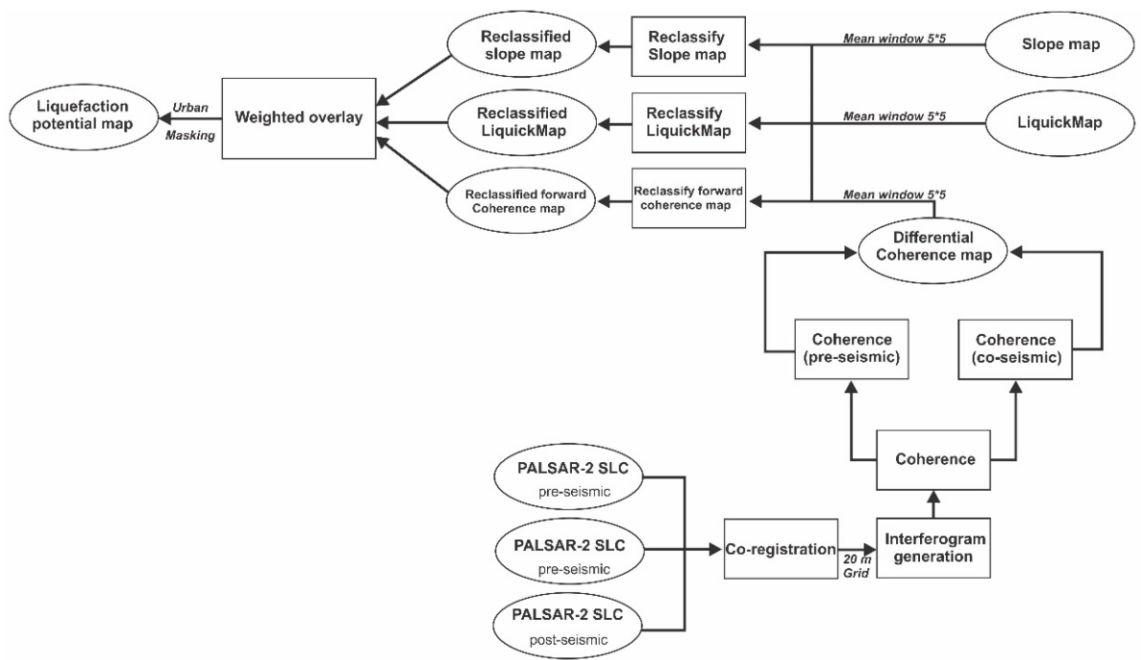 Reclassified
slope map
Reclassify
Slope map
Mean window 5*5
Slope map
Liquefaction
potential map
Urban
Masking
Weighted overlay
Reclassified
LiquickMap
Reclassify
LiquickMap
Mean window 5*5
LiquickMap
Reclassified forward
Coherence map
Reclassify forward
coherence map
Mean window 5*5
Differential
Coherence map
Coherence
(pre-seismic)
Coherence
(co-seismic)
Coherence
PALSAR-2 SLC
pre-seismic
PALSAR-2 SLC
pre-seismic
PALSAR-2 SLC
post-seismic
Co-registration
20 m
Grid
Interferogram
generation